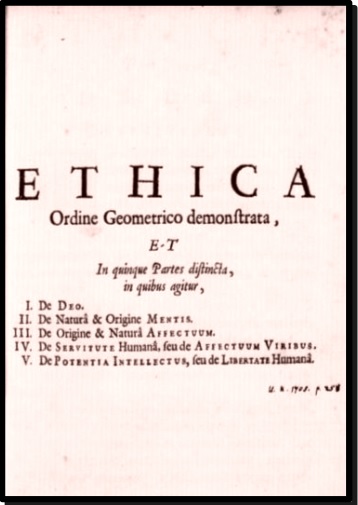 ETHICA
Ordine Geometrico demonſtrata,
ET
In quinque Partes diſtincta,
in quibus agitur,
I. De DEO.
II. De Naturâ & Origine MENTIS.
III. De Origine & Naturâ AFFECTUUM.
IV. De SERVITUTE Humanâ, ſeu de AFFECTUUM VIRIBUS.
V. De POTENTIA INTELLECTUS, ſeu de LIBERTATE Humanâ.